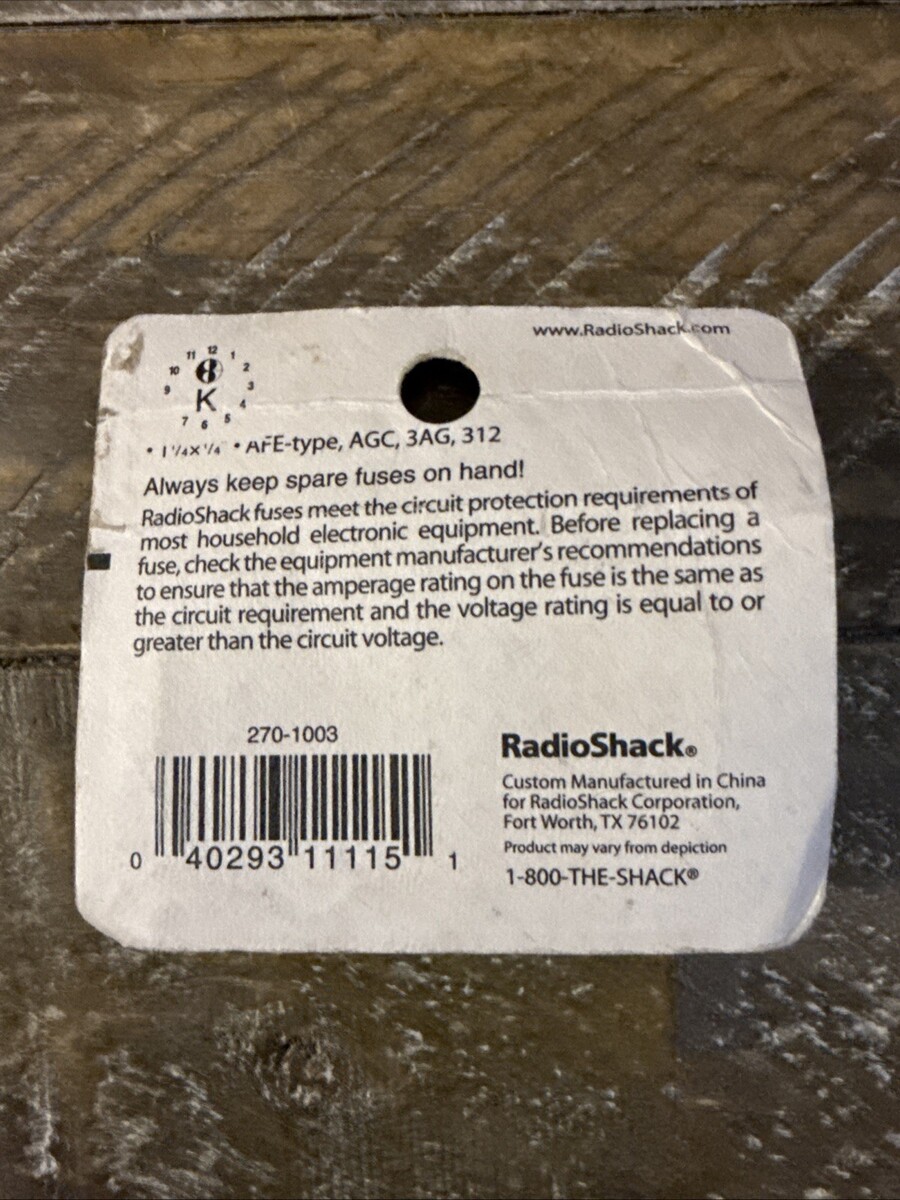 www.RadioShack.com
11 12 1
10 8 2
9 K 3
7 6 5 4
• 1 1/4 x 1/4" • AFE-type, AGC, 3AG, 312
Always keep spare fuses on hand!
RadioShack fuses meet the circuit protection requirements of
most household electronic equipment. Before replacing a
fuse, check the equipment manufacturer's recommendations
to ensure that the amperage rating on the fuse is the same as
the circuit requirement and the voltage rating is equal to or
greater than the circuit voltage.
270-1003
0 40293 11115 1
RadioShack®
Custom Manufactured in China
for RadioShack Corporation,
Fort Worth, TX 76102
Product may vary from depiction
1-800-THE-SHACK®